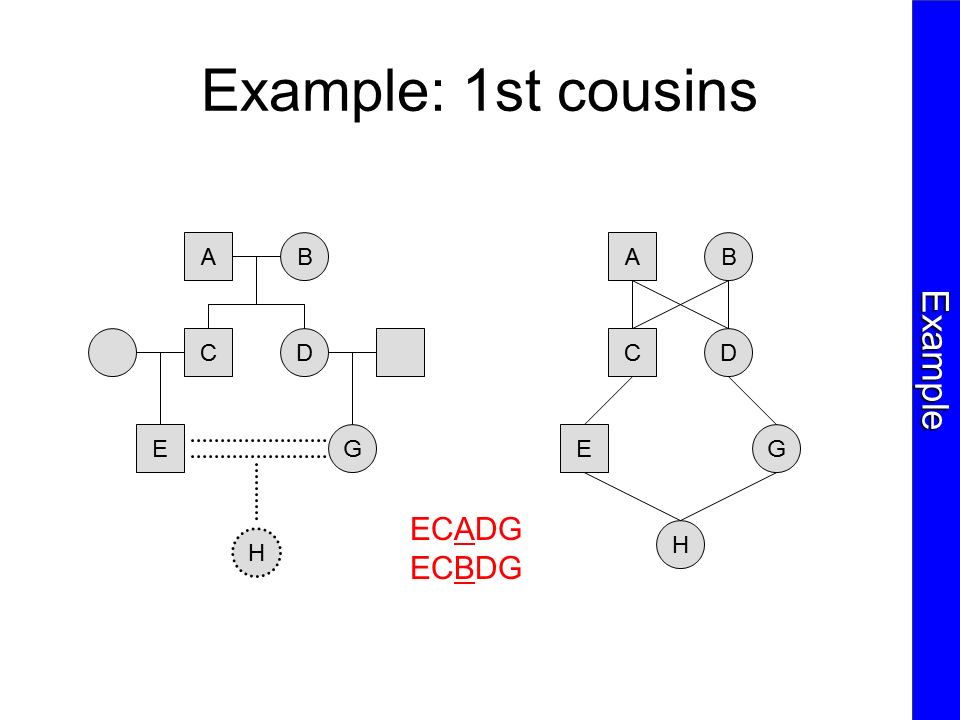 Example: 1st cousins
A B
C D
E G
H
A B
C D
E G
H
ECADG
ECBDG
Example